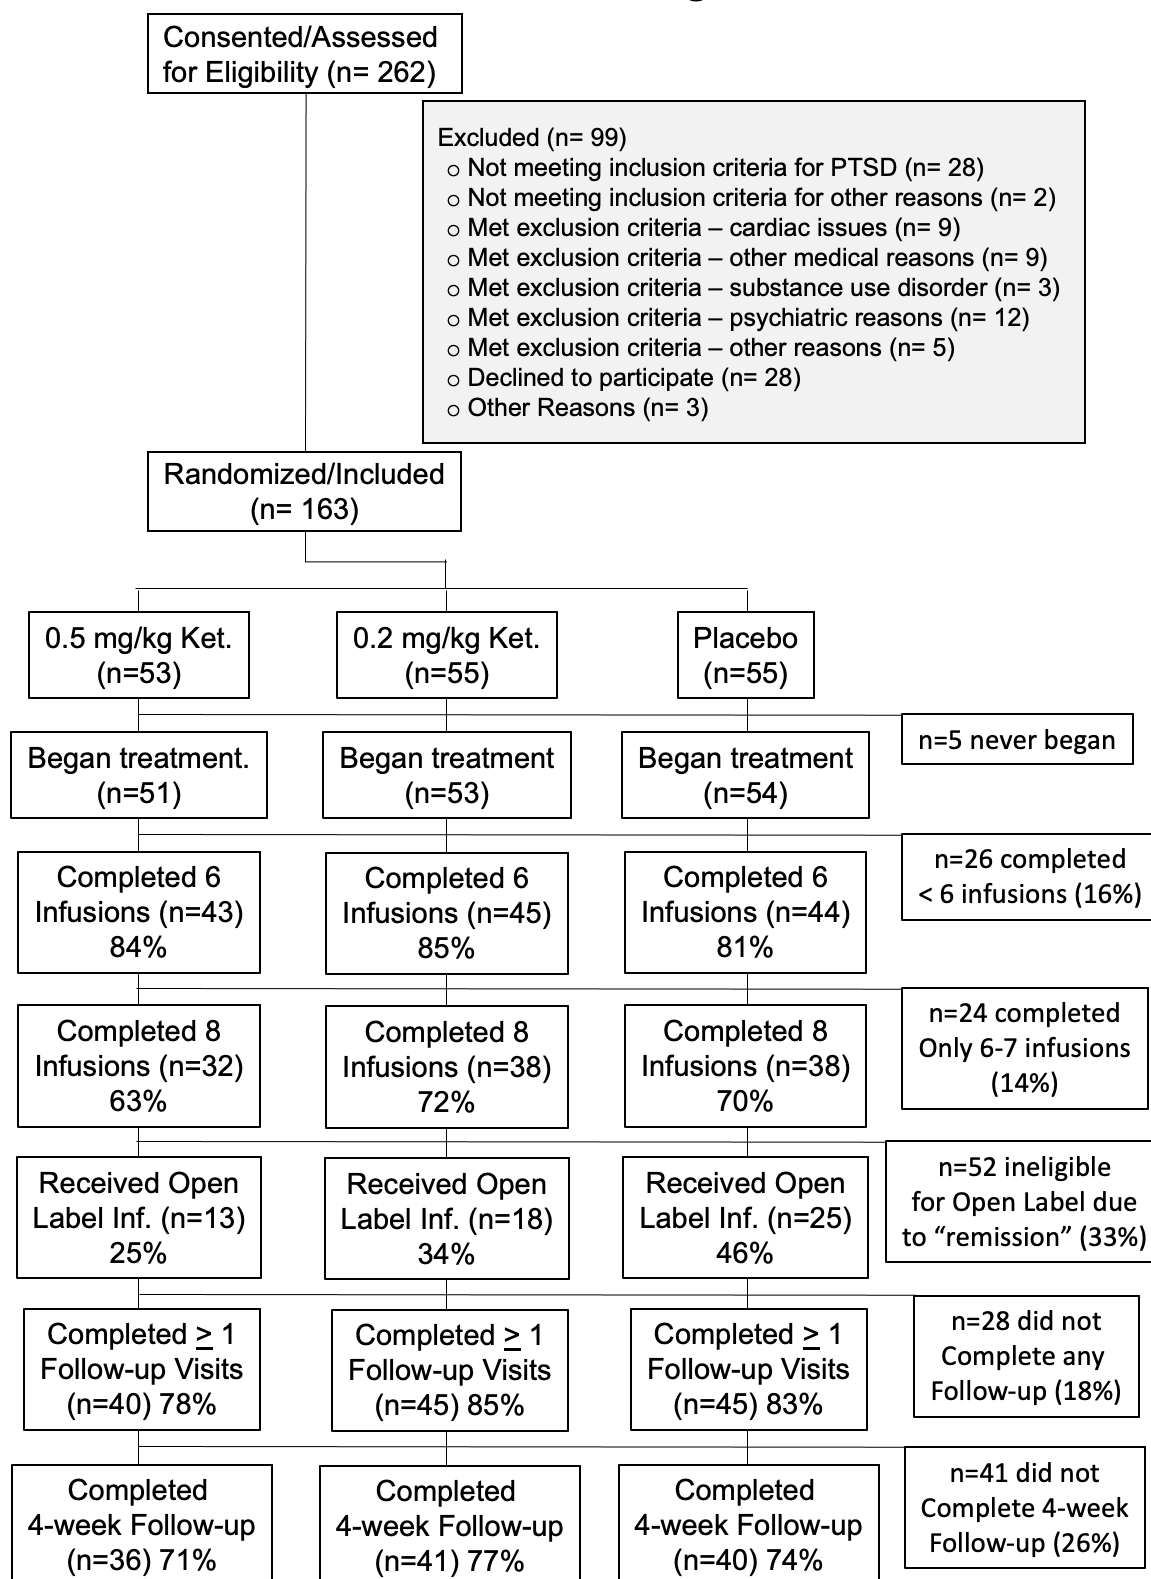 Consented/Assessed
for Eligibility (n= 262)
Excluded (n= 99)
○ Not meeting inclusion criteria for PTSD (n= 28)
○ Not meeting inclusion criteria for other reasons (n= 2)
○ Met exclusion criteria – cardiac issues (n= 9)
○ Met exclusion criteria – other medical reasons (n= 9)
○ Met exclusion criteria – substance use disorder (n= 3)
○ Met exclusion criteria – psychiatric reasons (n= 12)
○ Met exclusion criteria – other reasons (n= 5)
○ Declined to participate (n= 28)
○ Other Reasons (n= 3)
Randomized/Included
(n= 163)
0.5 mg/kg Ket.
(n=53)
0.2 mg/kg Ket.
(n=55)
Placebo
(n=55)
n=5 never began
Began treatment.
(n=51)
Began treatment
(n=53)
Began treatment
(n=54)
n=26 completed
< 6 infusions (16%)
Completed 6
Infusions (n=43)
84%
Completed 6
Infusions (n=45)
85%
Completed 6
Infusions (n=44)
81%
n=24 completed
Only 6-7 infusions
(14%)
Completed 8
Infusions (n=32)
63%
Completed 8
Infusions (n=38)
72%
Completed 8
Infusions (n=38)
70%
n=52 ineligible
for Open Label due
to “remission” (33%)
Received Open
Label Inf. (n=13)
25%
Received Open
Label Inf. (n=18)
34%
Received Open
Label Inf. (n=25)
46%
n=28 did not
Complete any
Follow-up (18%)
Completed ≥ 1
Follow-up Visits
(n=40) 78%
Completed ≥ 1
Follow-up Visits
(n=45) 85%
Completed ≥ 1
Follow-up Visits
(n=45) 83%
n=41 did not
Complete 4-week
Follow-up (26%)
Completed
4-week Follow-up
(n=36) 71%
Completed
4-week Follow-up
(n=41) 77%
Completed
4-week Follow-up
(n=40) 74%